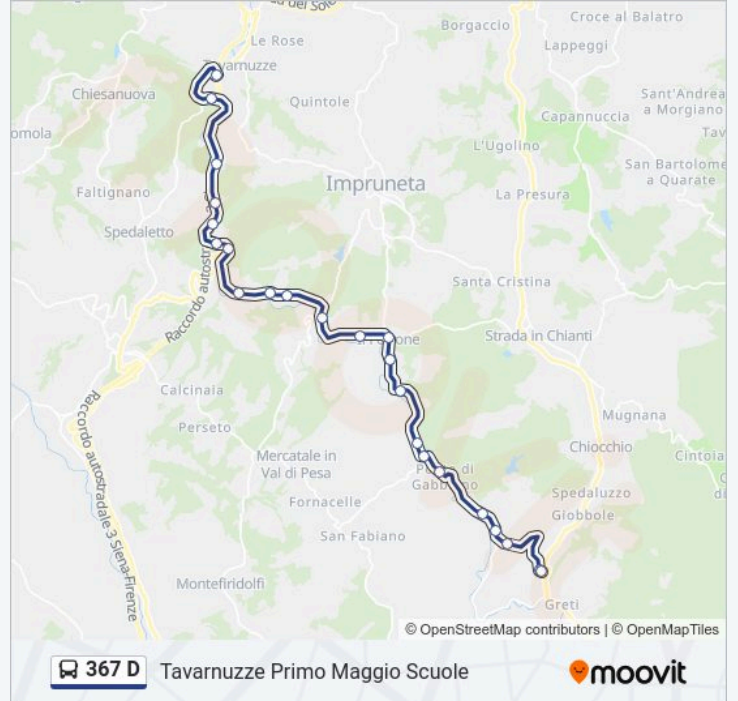 del Sole
Croce al Balatro
Borgaccio
Le Rose
Lappeggi
Tavarnuzze
Chiesanuova
Quintole
Sant'Andrea
a Morgiano
Capannuccia
omola
Tav
L'Ugolino
San Bartolome
a Quarate
Impruneta
Faltignano
La Presura
Spedaletto
Santa Cristina
Raccordo autostr
Strada in Chianti
one
Calcinaia
Mugnana
Perseto
Chiocchio
Mercatale in
Val di Pesa
Cintoia
di
Gabb
no
Spedaluzzo
Fornacelle
Giobbole
San Fabiano
Raccordo autostradale 3 Siena-Firenze
Montefiridolfi
Greti
© OpenStreetMap contributors | © OpenMapTiles
367 D
Tavarnuzze Primo Maggio Scuole
moovit